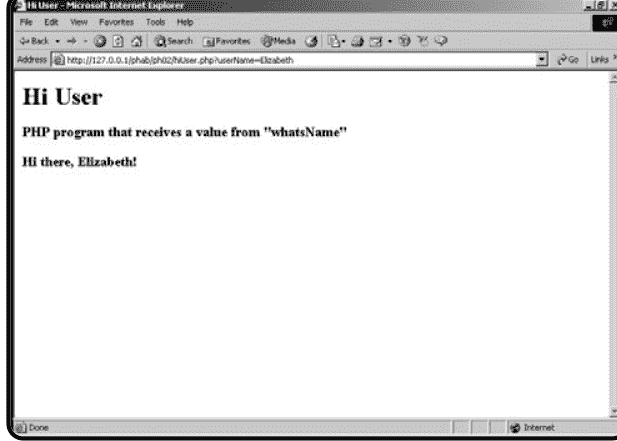 Hi User - Microsoft Internet Explorer
File Edit View Favorites Tools Help
Back Search Favorites Media
Address http://127.0.0.1/phab/ph02/hiUser.php?userName=Elizabeth Go Links »
Hi User
PHP program that receives a value from "whatsName"
Hi there, Elizabeth!
Done Internet